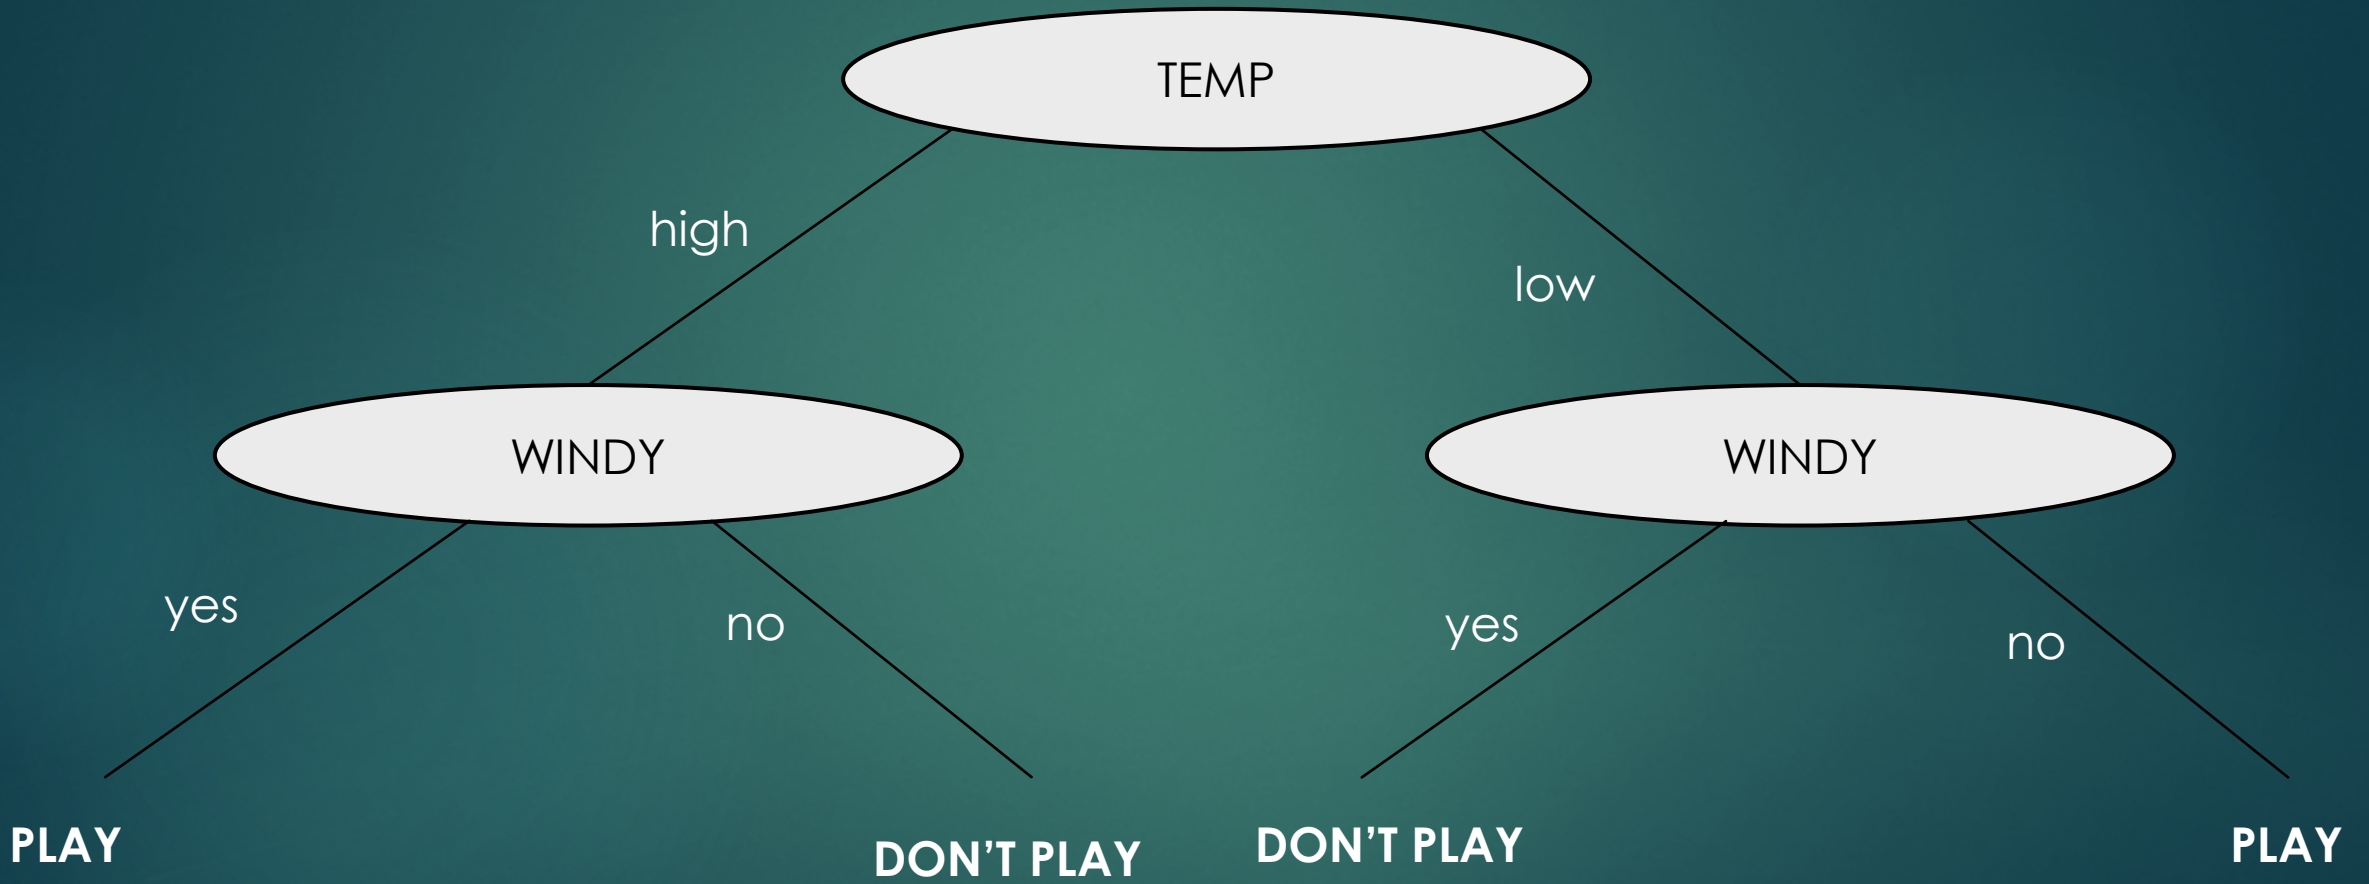 TEMP
high
low
WINDY
WINDY
yes
no
yes
no
PLAY
DON’T PLAY
DON’T PLAY
PLAY